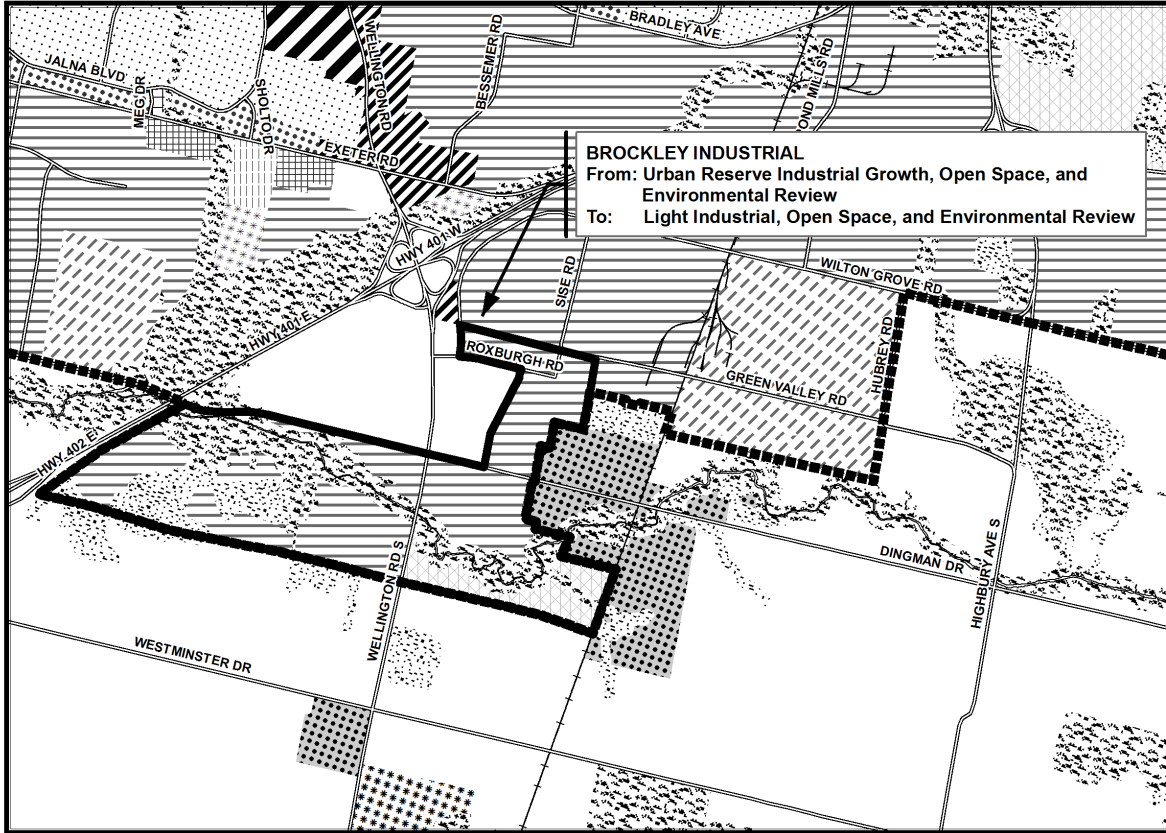 BRADLEY AVE
WELLINGTON RD
BESSEMER RD
JALNA BLVD
MEG DR
SHOLTO DR
POND MILLS RD
EXETER RD
BROCKLEY INDUSTRIAL
From: Urban Reserve Industrial Growth, Open Space, and
Environmental Review
To: Light Industrial, Open Space, and Environmental Review
HWY 401 W
SISE RD
WILTON GROVE RD
HWY 401 E
ROXBURGH RD
HUBREY RD
GREEN VALLEY RD
HWY 402 E
DINGMAN DR
HIGHBURY AVE S
WELLINGTON RD S
WESTMINSTER DR